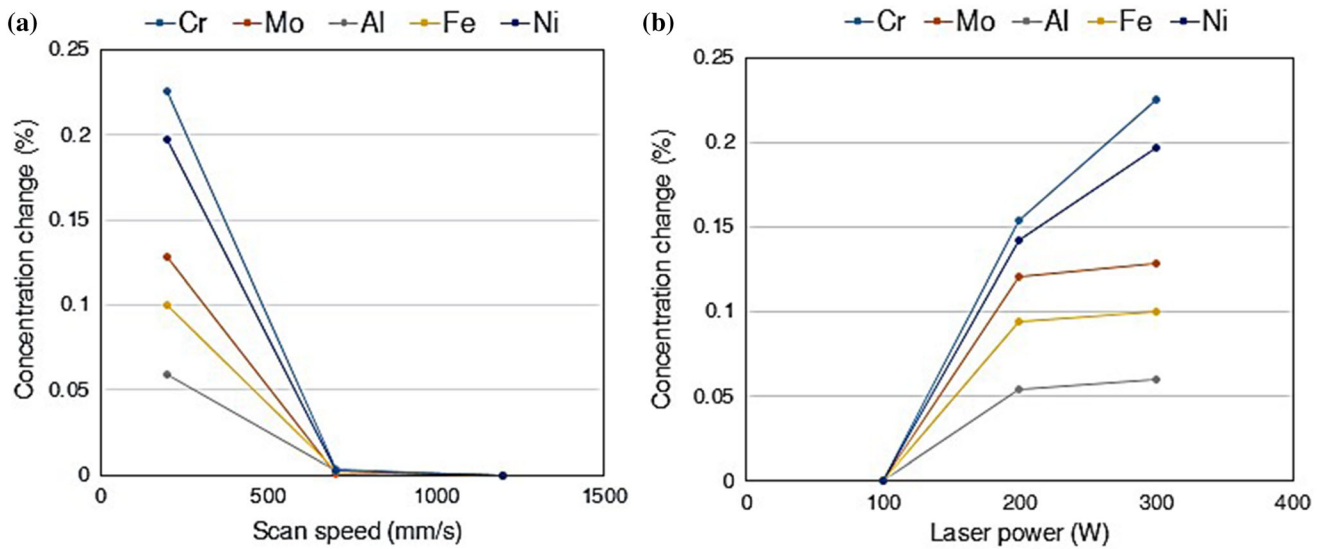 (a)
Cr Mo Al Fe Ni
Concentration change (%)
0.25
0.2
0.15
0.1
0.05
0
0 500 1000 1500
Scan speed (mm/s)
(b)
Cr Mo Al Fe Ni
Concentration change (%)
0.25
0.2
0.15
0.1
0.05
0
0 100 200 300 400
Laser power (W)